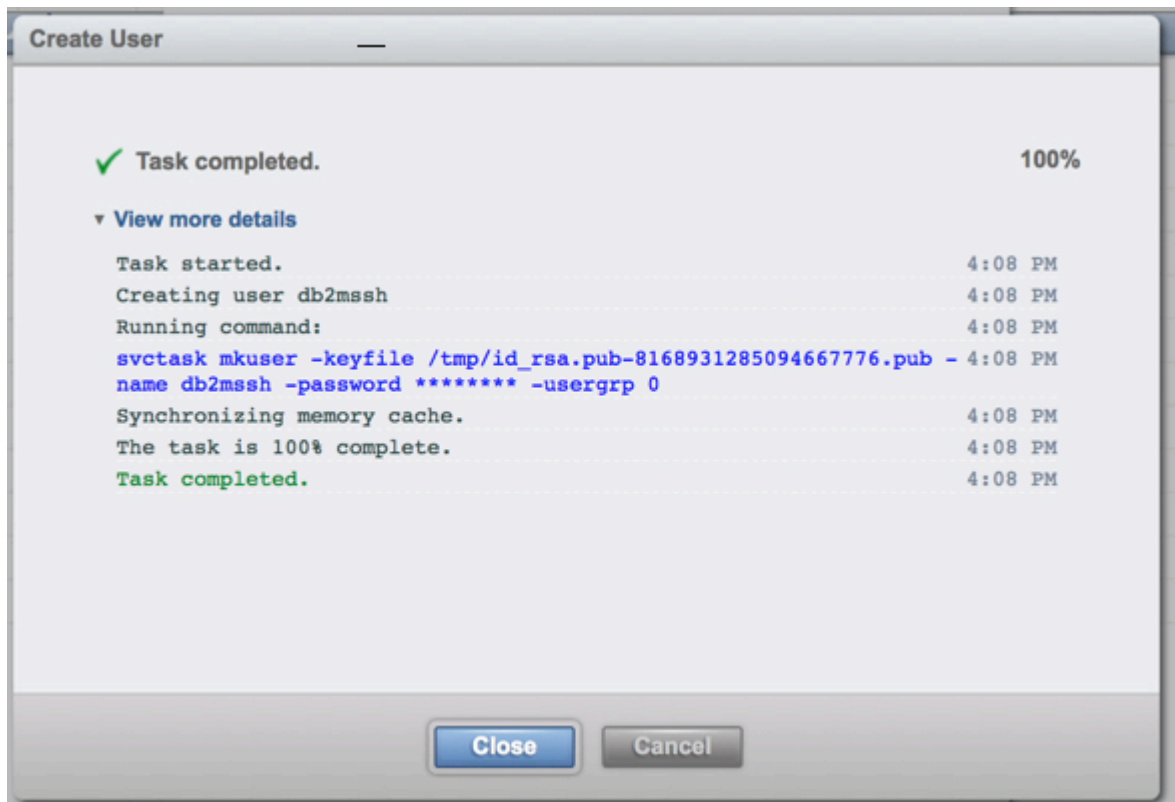 Create User
Task completed. 100%
View more details
Task started. 4:08 PM
Creating user db2mssh 4:08 PM
Running command: 4:08 PM
svctask mkuser -keyfile /tmp/id_rsa.pub-8168931285094667776.pub - 4:08 PM
name db2mssh -password ******** -usergrp 0
Synchronizing memory cache. 4:08 PM
The task is 100% complete. 4:08 PM
Task completed. 4:08 PM
Close Cancel